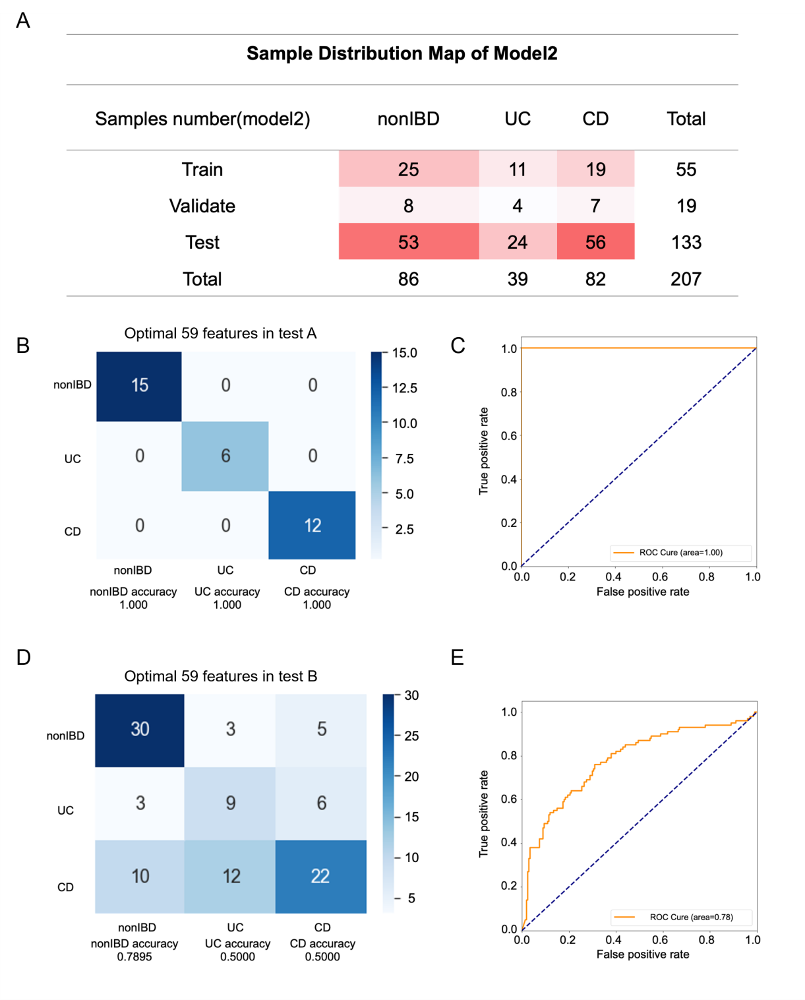 A
Sample Distribution Map of Model2
Samples number(model2) nonIBD UC CD Total
Train 25 11 19 55
Validate 8 4 7 19
Test 53 24 56 133
Total 86 39 82 207
B
Optimal 59 features in test A
nonIBD 15 0 0
UC 0 6 0
CD 0 0 12
nonIBD UC CD
nonIBD accuracy UC accuracy CD accuracy
1.000 1.000 1.000
15.0
12.5
10.0
7.5
5.0
2.5
C
1.0
0.8
0.6
0.4
0.2
0.0
True positive rate
ROC Cure (area=1.00)
0.0 0.2 0.4 0.6 0.8 1.0
False positive rate
D
Optimal 59 features in test B
nonIBD 30 3 5
UC 3 9 6
CD 10 12 22
nonIBD UC CD
nonIBD accuracy UC accuracy CD accuracy
0.7895 0.5000 0.5000
30
25
20
15
10
5
E
1.0
0.8
0.6
0.4
0.2
0.0
True positive rate
ROC Cure (area=0.78)
0.0 0.2 0.4 0.6 0.8 1.0
False positive rate